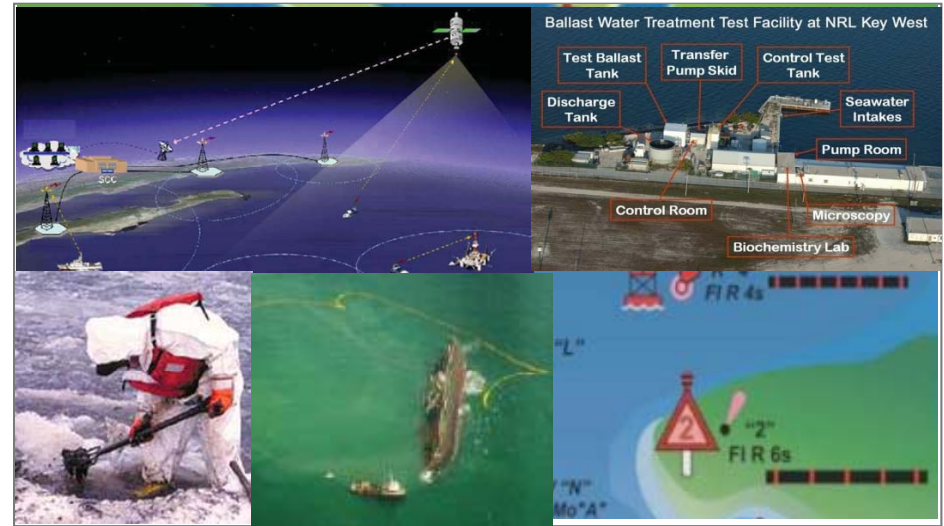 SCC
Ballast Water Treatment Test Facility at NRL Key West
Test Ballast
Tank
Transfer
Pump Skid
Control Test
Tank
Discharge
Tank
Seawater
Intakes
Pump Room
Control Room
Microscopy
Biochemistry Lab
Fl R 4s
"L"
2
"2"
Fl R 6s
"N"
Mo"A"